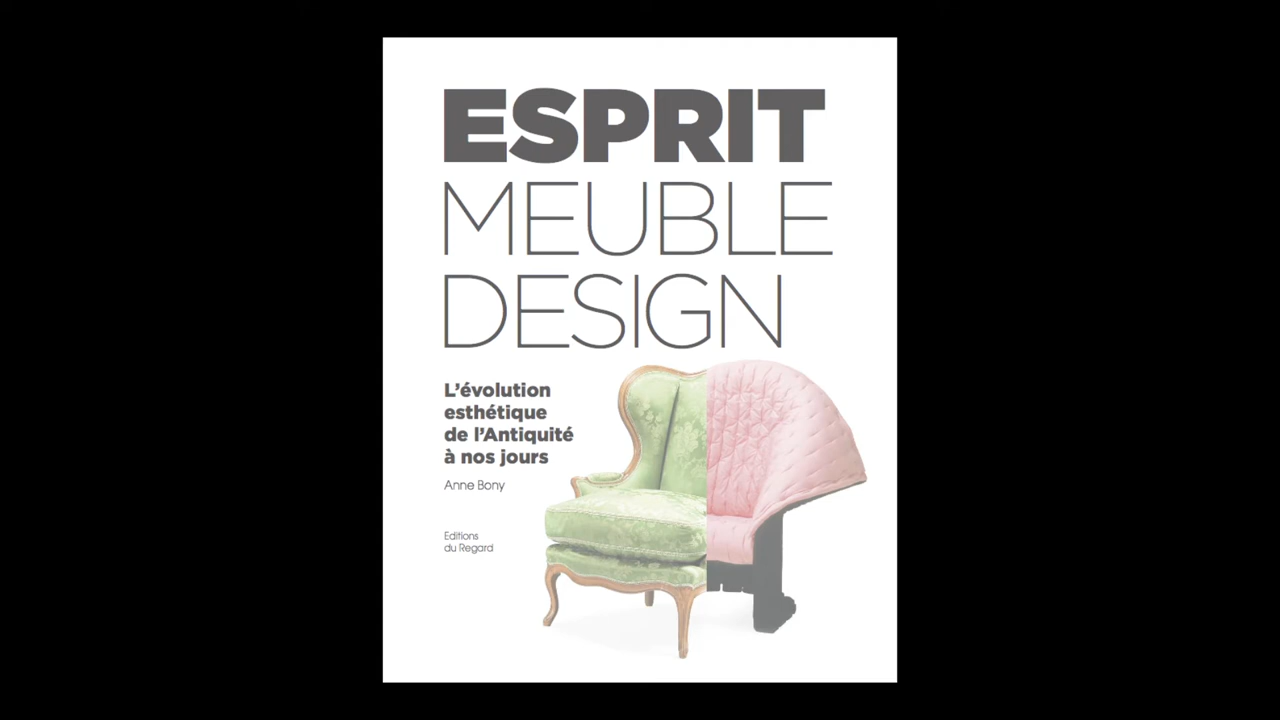 ESPRIT
MEUBLE
DESIGN
L’évolution
esthétique
de l’Antiquité
à nos jours
Anne Bony
Editions
du Regard